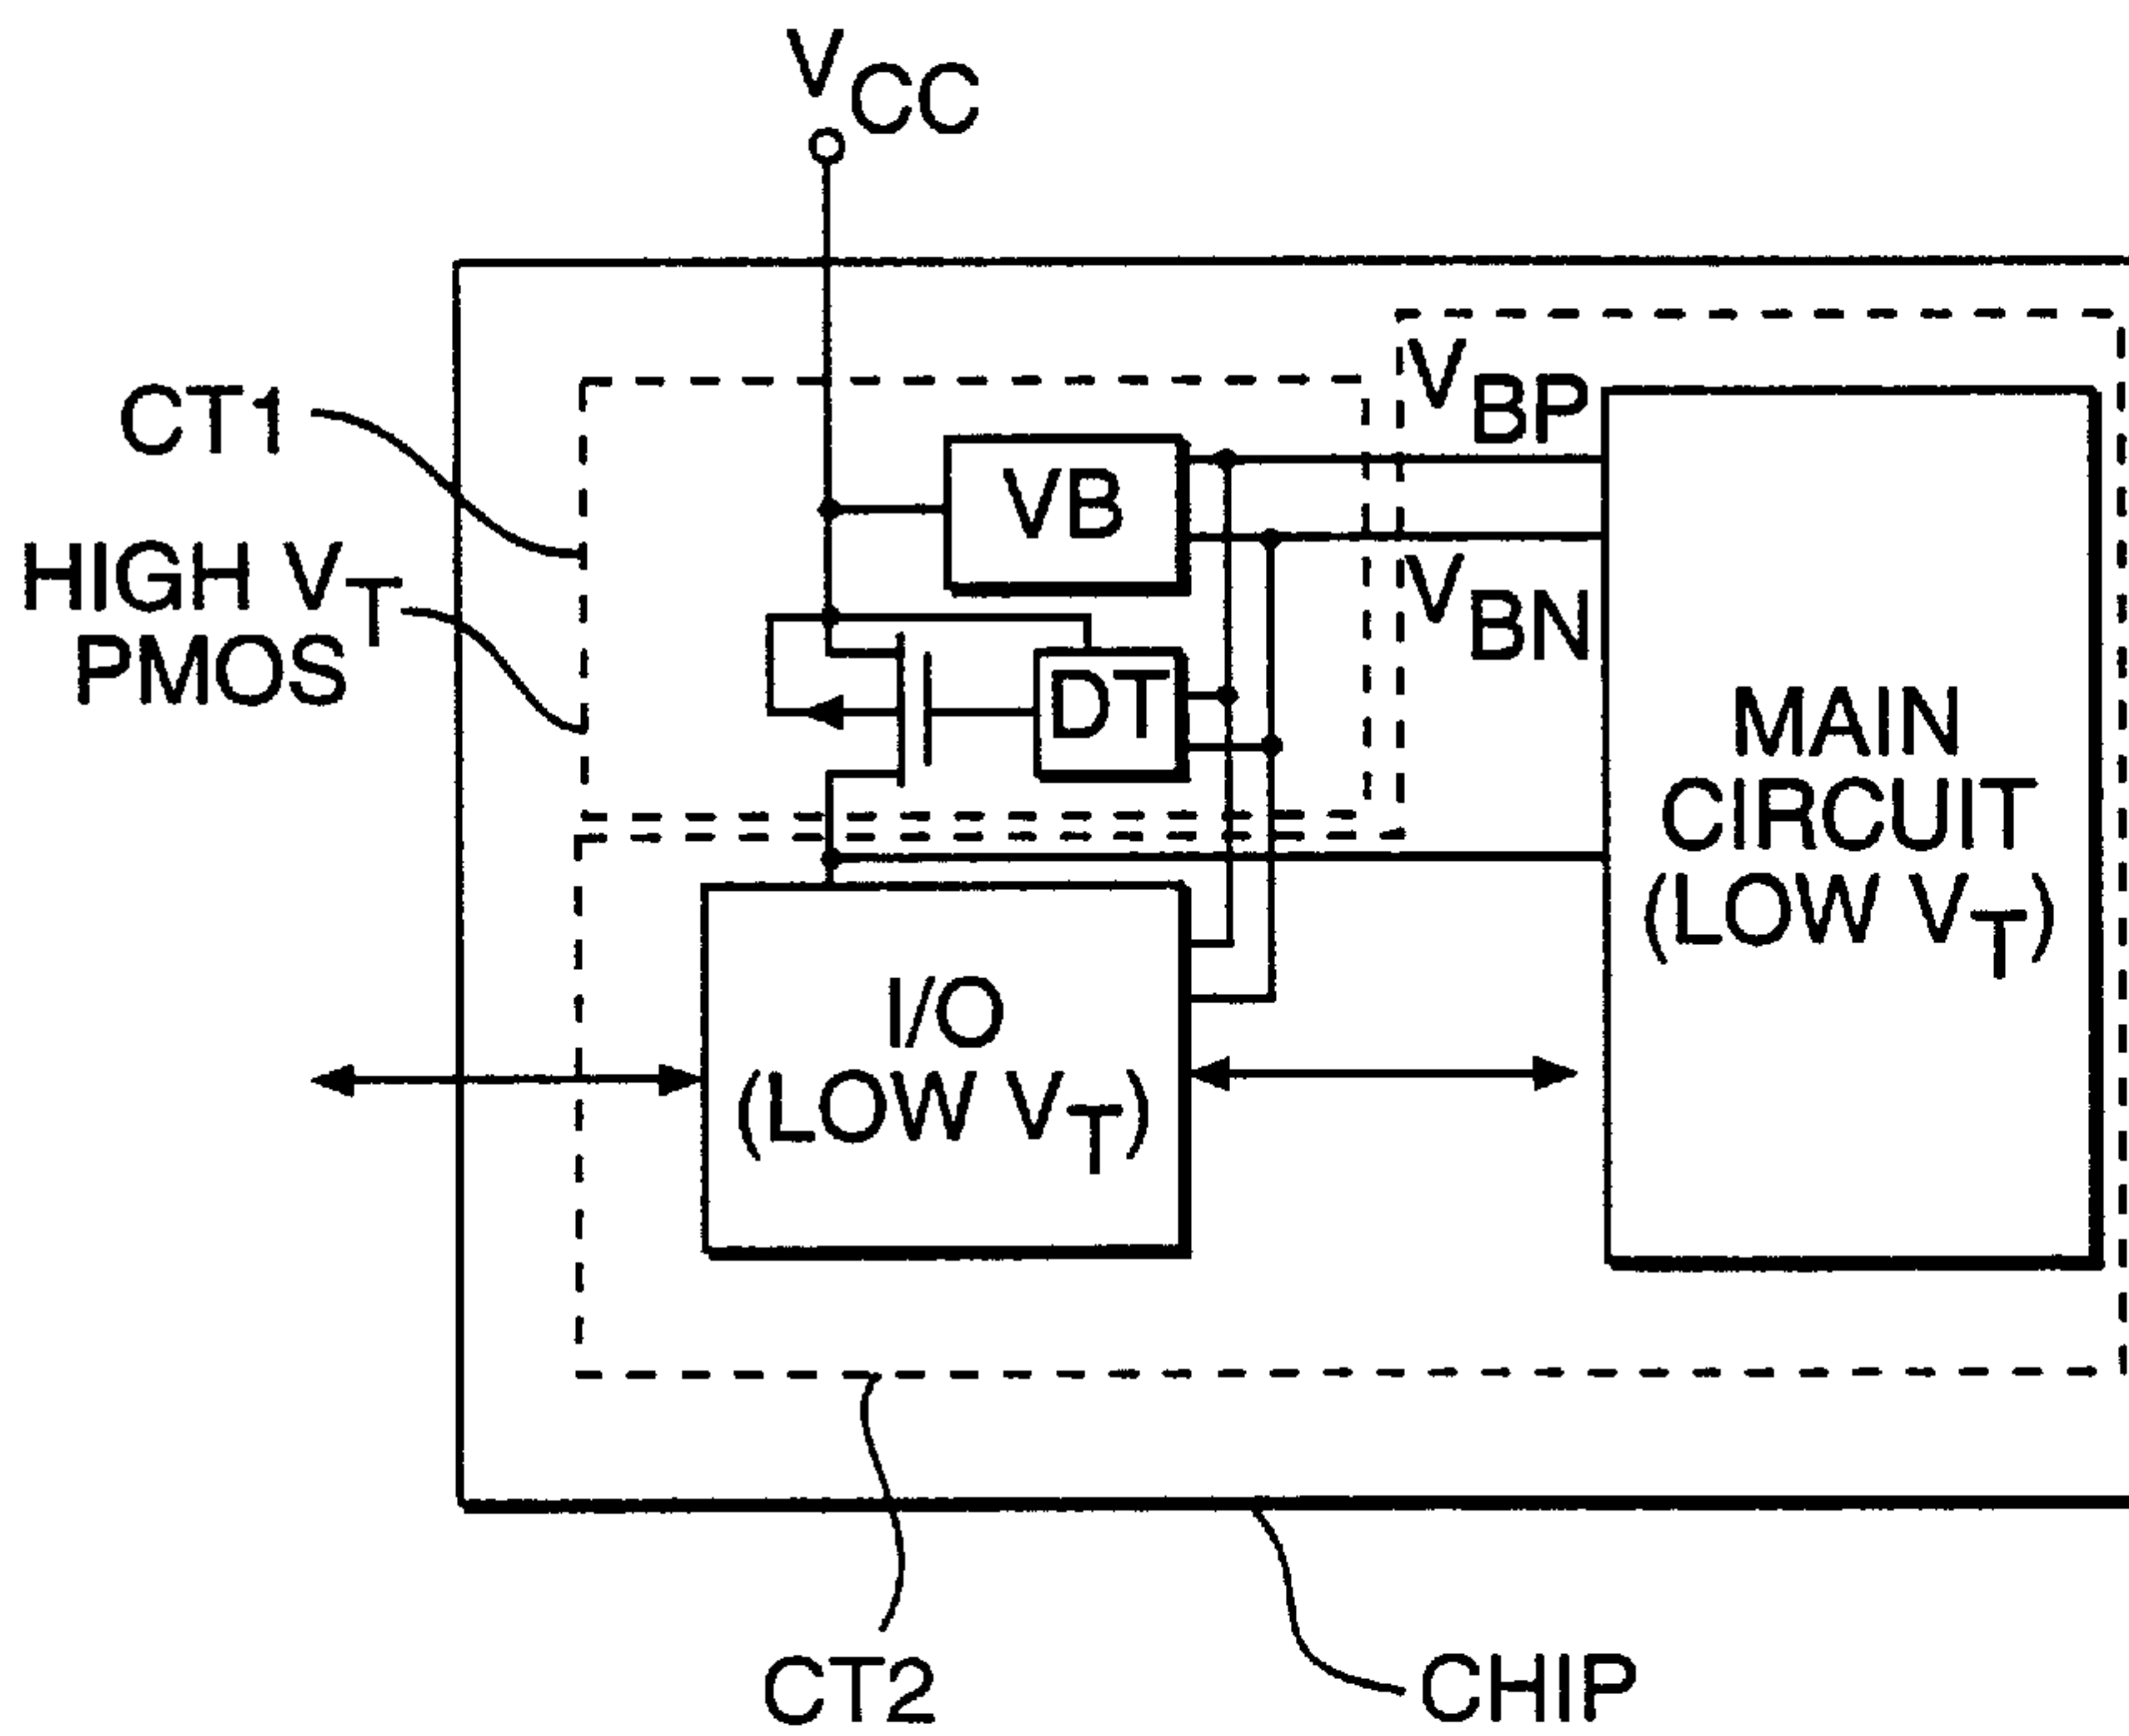 VCC
CT1
HIGH VT
PMOS
VB
VBP
VBN
DT
MAIN
CIRCUIT
(LOW VT)
I/O
(LOW VT)
CT2
CHIP